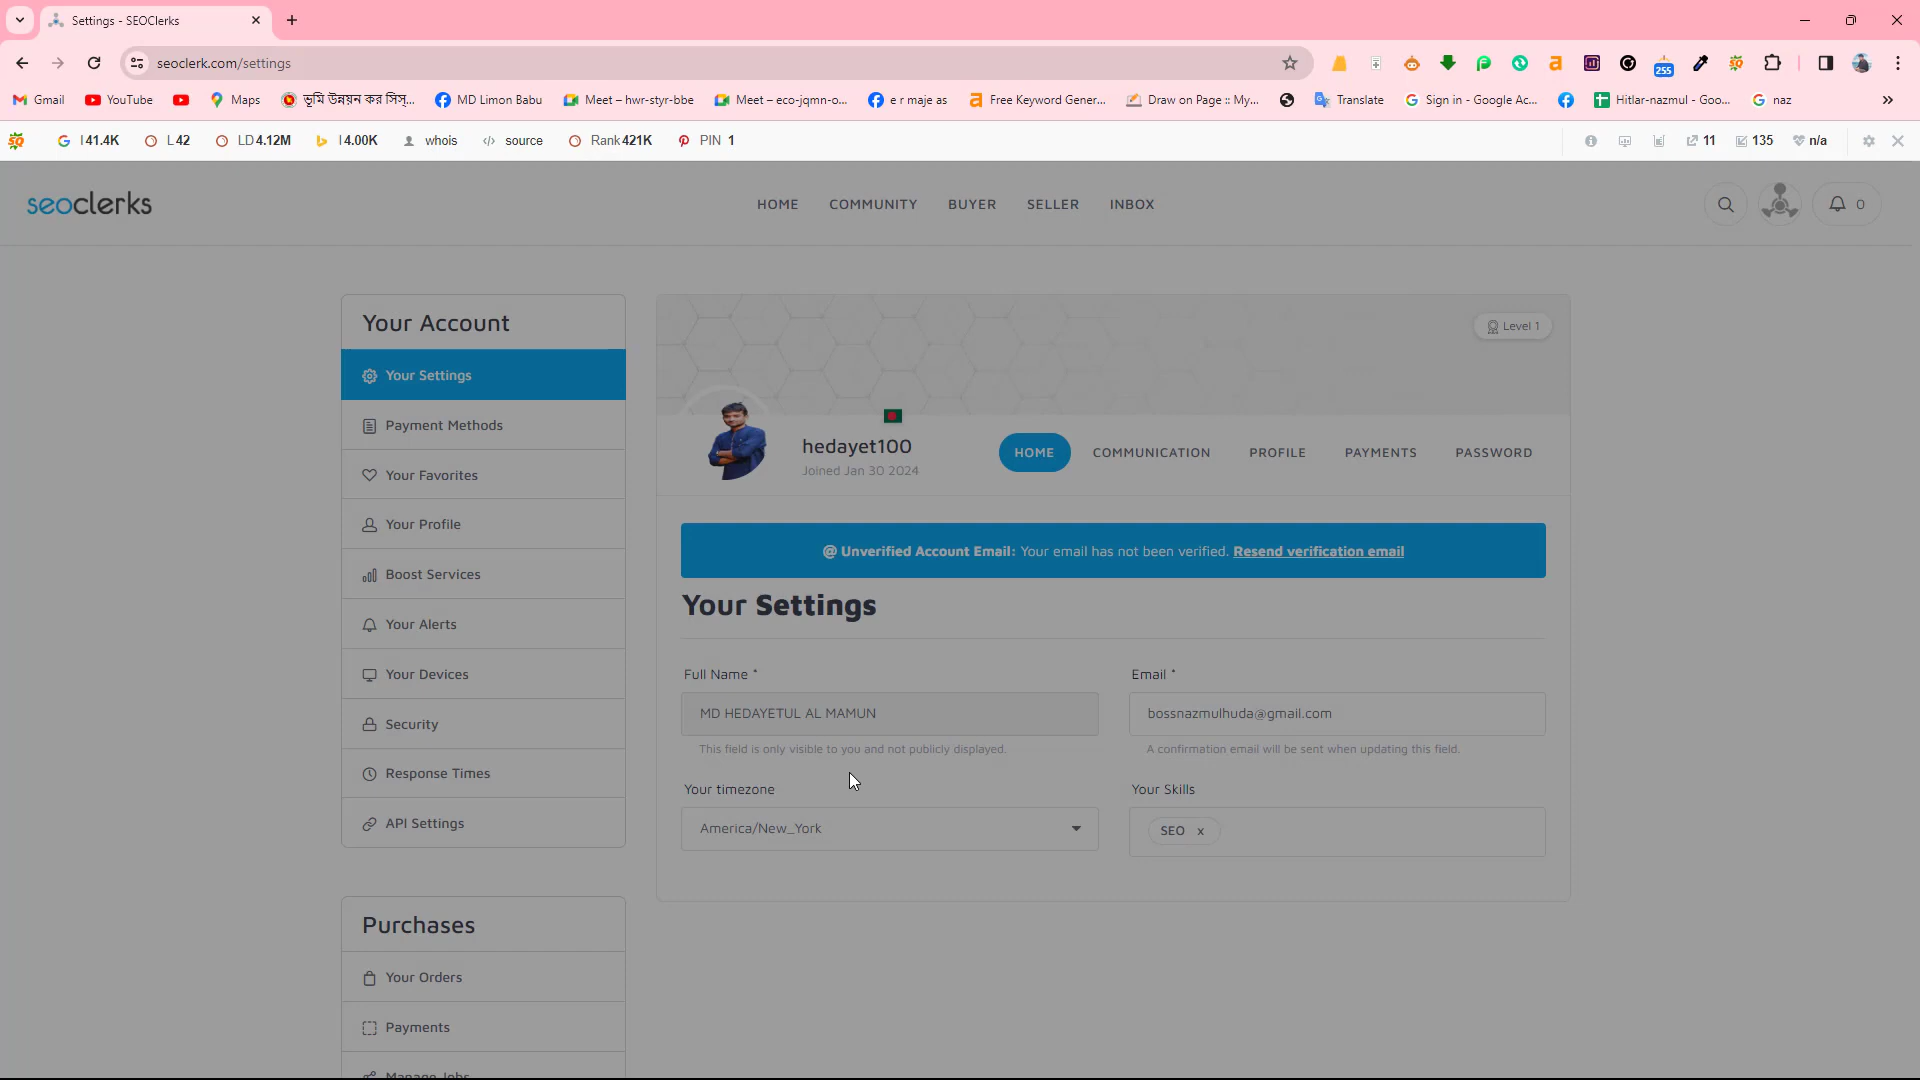 Settings - SEOClerks
seoclerk.com/settings
255
Gmail YouTube Maps ভূমি উন্নয়ন কর সিস্... MD Limon Babu Meet – hwr-styr-bbe Meet – eco-jqmn-o... e r maje as Free Keyword Gener... Draw on Page :: My... Translate Sign in - Google Ac... Hitlar-nazmul - Goo... naz »
I 41.4K L 42 LD 4.12M I 4.00K whois source Rank 421K PIN 1 11 135 n/a
seoclerks
HOME COMMUNITY BUYER SELLER INBOX 0
Your Account
Your Settings
Payment Methods
Your Favorites
Your Profile
Boost Services
Your Alerts
Your Devices
Security
Response Times
API Settings
Purchases
Your Orders
Payments
Manage Jobs
Level 1
hedayet100
Joined Jan 30 2024
HOME COMMUNICATION PROFILE PAYMENTS PASSWORD
@ Unverified Account Email: Your email has not been verified. Resend verification email
Your Settings
Full Name *
MD HEDAYETUL AL MAMUN
This field is only visible to you and not publicly displayed.
Email *
bossnazmulhuda@gmail.com
A confirmation email will be sent when updating this field.
Your timezone
America/New_York
Your Skills
SEO x